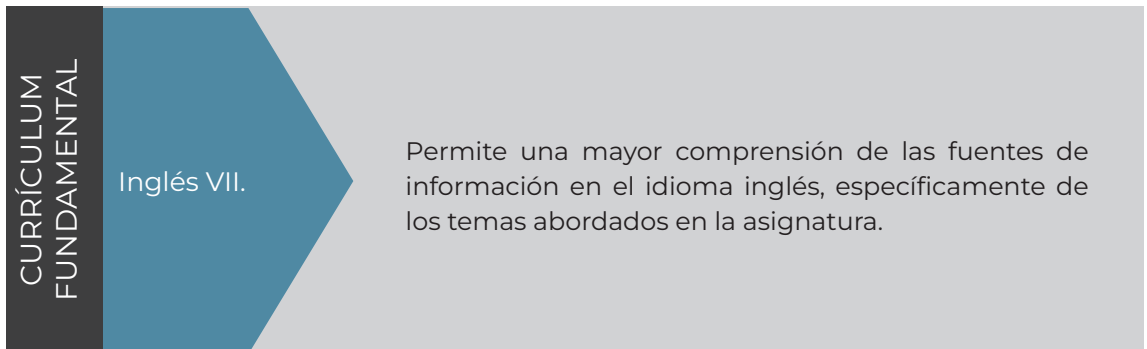 CURRÍCULUM
FUNDAMENTAL
Inglés VII.
Permite una mayor comprensión de las fuentes de
información en el idioma inglés, específicamente de
los temas abordados en la asignatura.